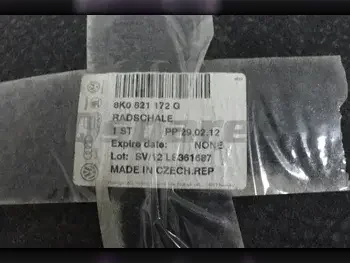 8K0 821 172 G
RADSCHALE
1 ST PP 29.02.12
Expire date: NONE
Lot: SV/12 L6361687
MADE IN CZECH.REP